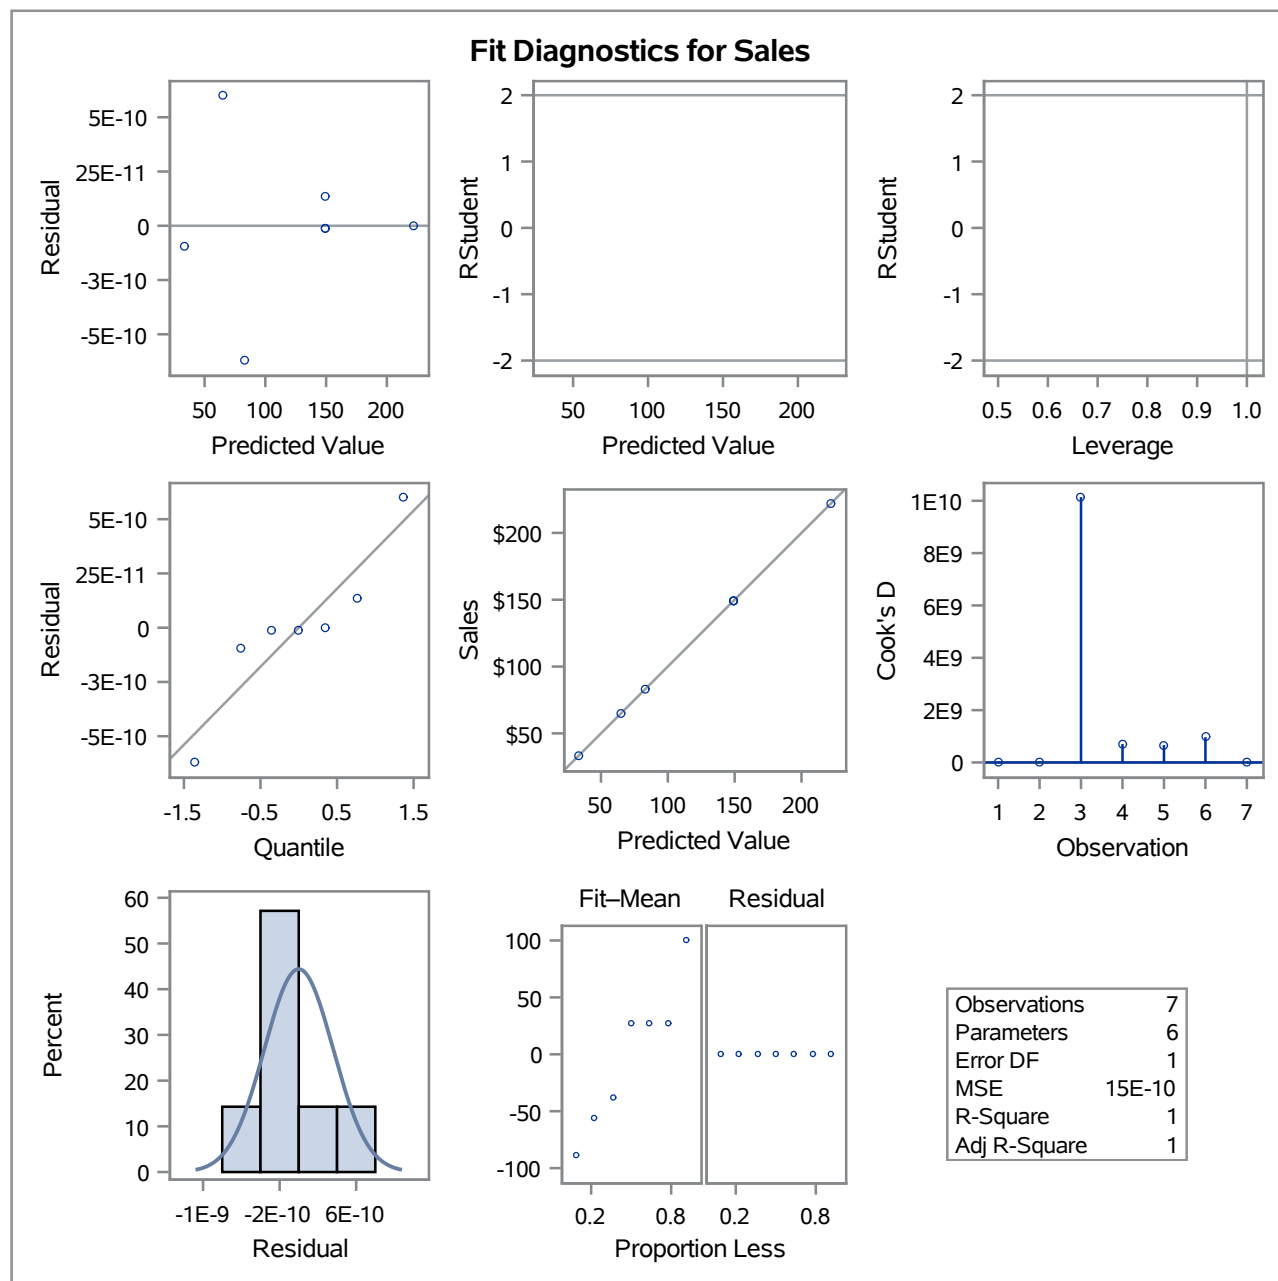 Fit Diagnostics for Sales
5E-10
25E-11
0
-3E-10
-5E-10
Residual
50 100 150 200
Predicted Value
2
1
0
-1
-2
RStudent
50 100 150 200
Predicted Value
2
1
0
-1
-2
RStudent
0.5 0.6 0.7 0.8 0.9 1.0
Leverage
5E-10
25E-11
0
-3E-10
-5E-10
Residual
-1.5 -0.5 0.5 1.5
Quantile
$200
$150
$100
$50
Sales
50 100 150 200
Predicted Value
1E10
8E9
6E9
4E9
2E9
0
Cook's D
1 2 3 4 5 6 7
Observation
60
50
40
30
20
10
0
Percent
-1E-9 -2E-10 6E-10
Residual
Fit–Mean Residual
100
50
0
-50
-100
0.2 0.8 0.2 0.8
Proportion Less
Observations 7
Parameters 6
Error DF 1
MSE 15E-10
R-Square 1
Adj R-Square 1